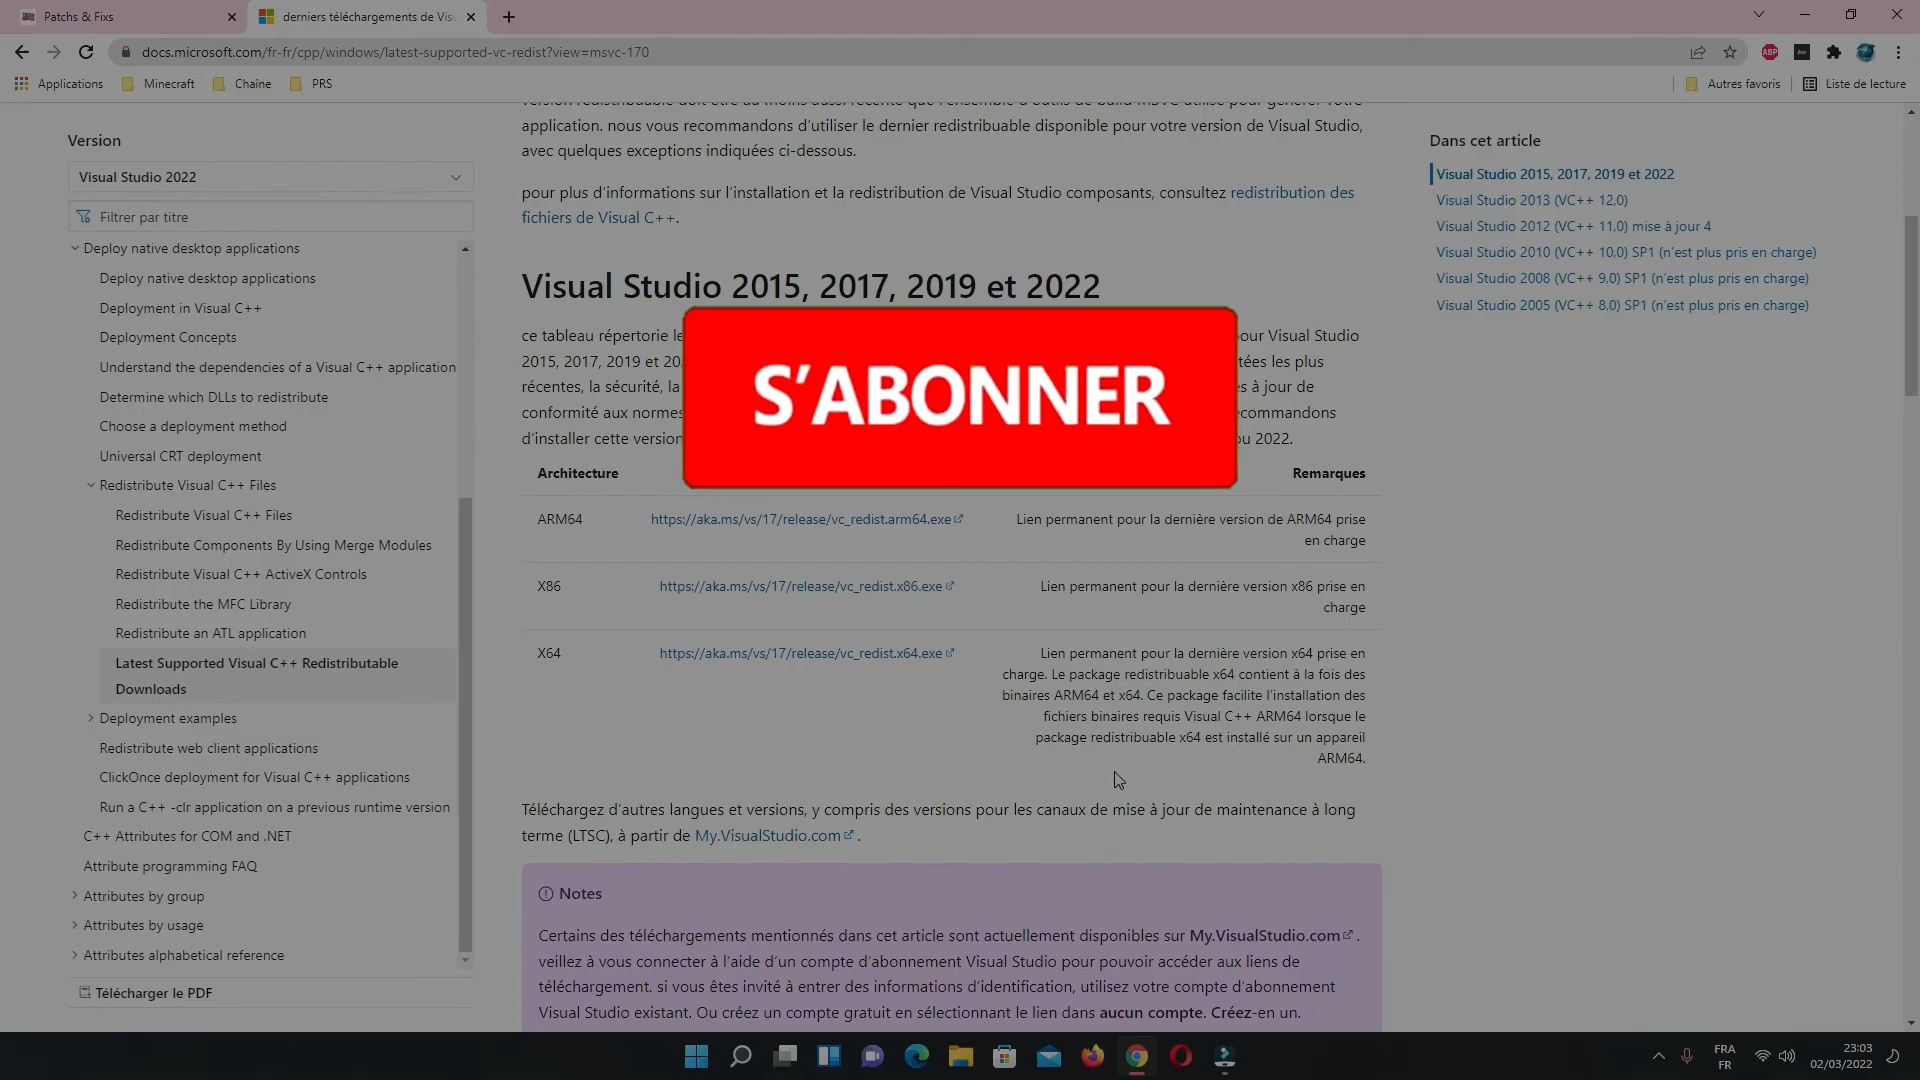 Patchs & Fixs
derniers téléchargements de Visu
docs.microsoft.com/fr-fr/cpp/windows/latest-supported-vc-redist?view=msvc-170
ABP
Applications
Minecraft
Chaîne
PRS
Autres favoris
Liste de lecture
Version
Visual Studio 2022
Filtrer par titre
Deploy native desktop applications
Deploy native desktop applications
Deployment in Visual C++
Deployment Concepts
Understand the dependencies of a Visual C++ application
Determine which DLLs to redistribute
Choose a deployment method
Universal CRT deployment
Redistribute Visual C++ Files
Redistribute Visual C++ Files
Redistribute Components By Using Merge Modules
Redistribute Visual C++ ActiveX Controls
Redistribute the MFC Library
Redistribute an ATL application
Latest Supported Visual C++ Redistributable
Downloads
Deployment examples
Redistribute web client applications
ClickOnce deployment for Visual C++ applications
Run a C++ -clr application on a previous runtime version
C++ Attributes for COM and .NET
Attribute programming FAQ
Attributes by group
Attributes by usage
Attributes alphabetical reference
Télécharger le PDF
application. nous vous recommandons d’utiliser le dernier redistribuable disponible pour votre version de Visual Studio,
avec quelques exceptions indiquées ci-dessous.
pour plus d’informations sur l’installation et la redistribution de Visual Studio composants, consultez redistribution des
fichiers de Visual C++.
Visual Studio 2015, 2017, 2019 et 2022
ce tableau répertorie le our Visual Studio
2015, 2017, 2019 et 20 tées les plus
récentes, la sécurité, la s à jour de
conformité aux normes ecommandons
d’installer cette version ou 2022.
S’ABONNER
Architecture Remarques
ARM64 https://aka.ms/vs/17/release/vc_redist.arm64.exe Lien permanent pour la dernière version de ARM64 prise
en charge
X86 https://aka.ms/vs/17/release/vc_redist.x86.exe Lien permanent pour la dernière version x86 prise en
charge
X64 https://aka.ms/vs/17/release/vc_redist.x64.exe Lien permanent pour la dernière version x64 prise en
charge. Le package redistribuable x64 contient à la fois des
binaires ARM64 et x64. Ce package facilite l’installation des
fichiers binaires requis Visual C++ ARM64 lorsque le
package redistribuable x64 est installé sur un appareil
ARM64.
Téléchargez d’autres langues et versions, y compris des versions pour les canaux de mise à jour de maintenance à long
terme (LTSC), à partir de My.VisualStudio.com .
Notes
Certains des téléchargements mentionnés dans cet article sont actuellement disponibles sur My.VisualStudio.com .
veillez à vous connecter à l’aide d’un compte d’abonnement Visual Studio pour pouvoir accéder aux liens de
téléchargement. si vous êtes invité à entrer des informations d’identification, utilisez votre compte d’abonnement
Visual Studio existant. Ou créez un compte gratuit en sélectionnant le lien dans aucun compte. Créez-en un.
Dans cet article
Visual Studio 2015, 2017, 2019 et 2022
Visual Studio 2013 (VC++ 12,0)
Visual Studio 2012 (VC++ 11,0) mise à jour 4
Visual Studio 2010 (VC++ 10,0) SP1 (n’est plus pris en charge)
Visual Studio 2008 (VC++ 9,0) SP1 (n’est plus pris en charge)
Visual Studio 2005 (VC++ 8,0) SP1 (n’est plus pris en charge)
FRA
FR
23:03
02/03/2022